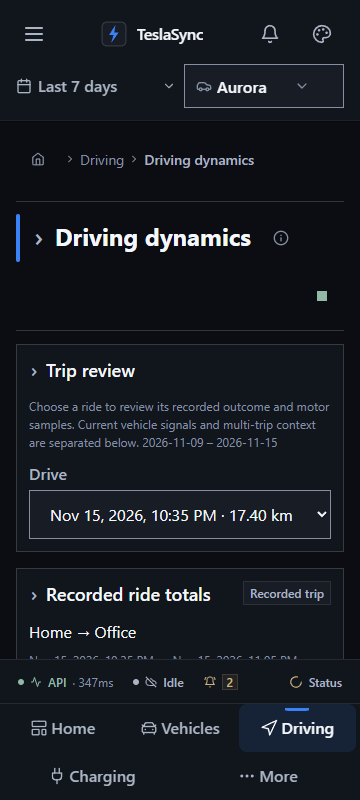 TeslaSync
Last 7 days
Aurora
Driving
Driving dynamics
Driving dynamics
Trip review
Choose a ride to review its recorded outcome and motor
samples. Current vehicle signals and multi-trip context
are separated below. 2026-11-09 – 2026-11-15
Drive
Nov 15, 2026, 10:35 PM · 17.40 km
Recorded ride totals
Recorded trip
Home → Office
API · 347ms
Idle
2
Status
Home
Vehicles
Driving
Charging
More